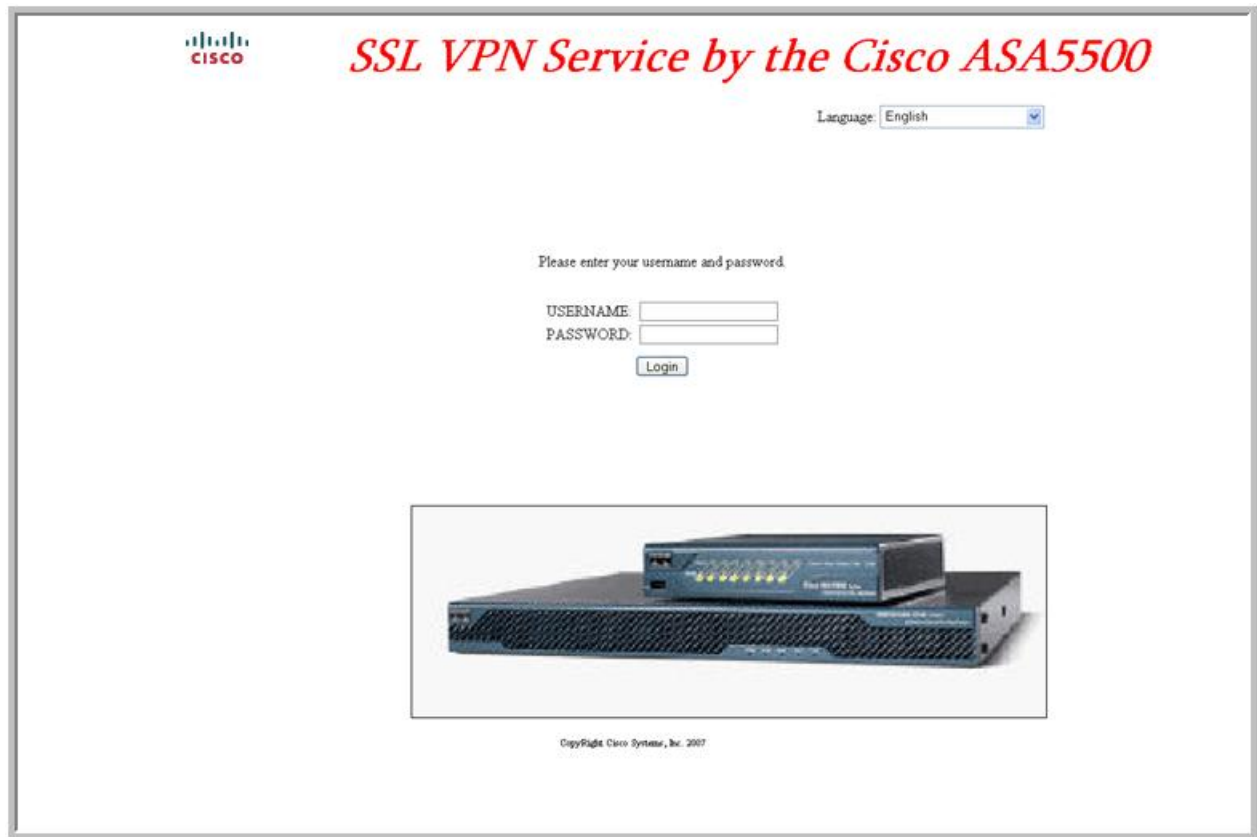 CISCO
SSL VPN Service by the Cisco ASA5500
Language: English
Please enter your username and password.
USERNAME:
PASSWORD:
Login
CopyRight Cisco Systems, Inc. 2007